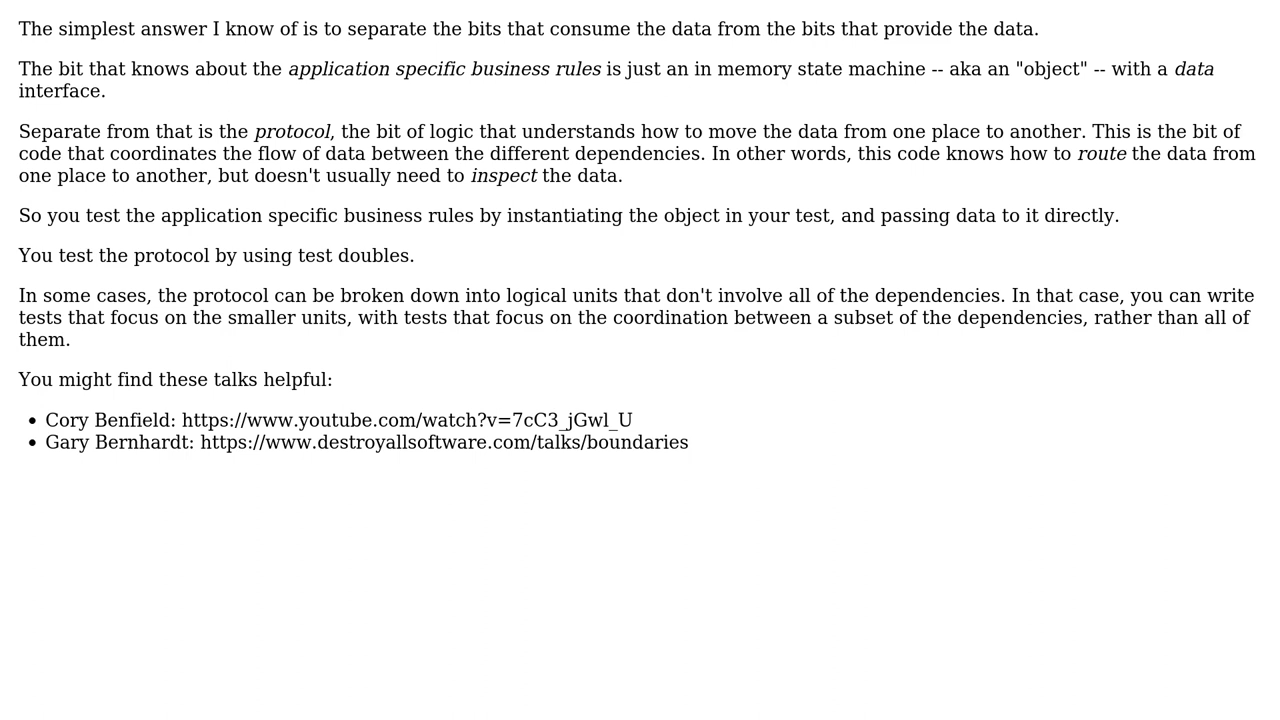 The simplest answer I know of is to separate the bits that consume the data from the bits that provide the data.
The bit that knows about the application specific business rules is just an in memory state machine -- aka an "object" -- with a data
interface.
Separate from that is the protocol, the bit of logic that understands how to move the data from one place to another. This is the bit of
code that coordinates the flow of data between the different dependencies. In other words, this code knows how to route the data from
one place to another, but doesn't usually need to inspect the data.
So you test the application specific business rules by instantiating the object in your test, and passing data to it directly.
You test the protocol by using test doubles.
In some cases, the protocol can be broken down into logical units that don't involve all of the dependencies. In that case, you can write
tests that focus on the smaller units, with tests that focus on the coordination between a subset of the dependencies, rather than all of
them.
You might find these talks helpful:
• Cory Benfield: https://www.youtube.com/watch?v=7cC3_jGwl_U
• Gary Bernhardt: https://www.destroyallsoftware.com/talks/boundaries